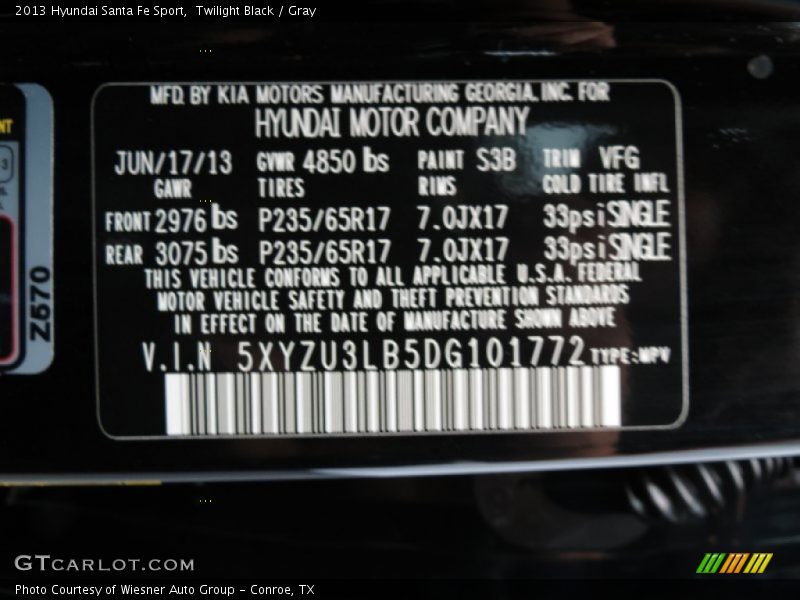 2013 Hyundai Santa Fe Sport, Twilight Black / Gray
MFD. BY KIA MOTORS MANUFACTURING GEORGIA. INC. FOR
HYUNDAI MOTOR COMPANY
JUN/17/13 GVWR 4850 lbs PAINT S3B TRIM VFG
GAWR TIRES RIMS COLD TIRE INFL
FRONT 2976 lbs P235/65R17 7.0JX17 33psi SINGLE
REAR 3075 lbs P235/65R17 7.0JX17 33psi SINGLE
THIS VEHICLE CONFORMS TO ALL APPLICABLE U.S.A. FEDERAL
MOTOR VEHICLE SAFETY AND THEFT PREVENTION STANDARDS
IN EFFECT ON THE DATE OF MANUFACTURE SHOWN ABOVE
V.I.N 5XYZU3LB5DG101772 TYPE:MPV
Z670
GTCARLOT.COM
Photo Courtesy of Wiesner Auto Group - Conroe, TX